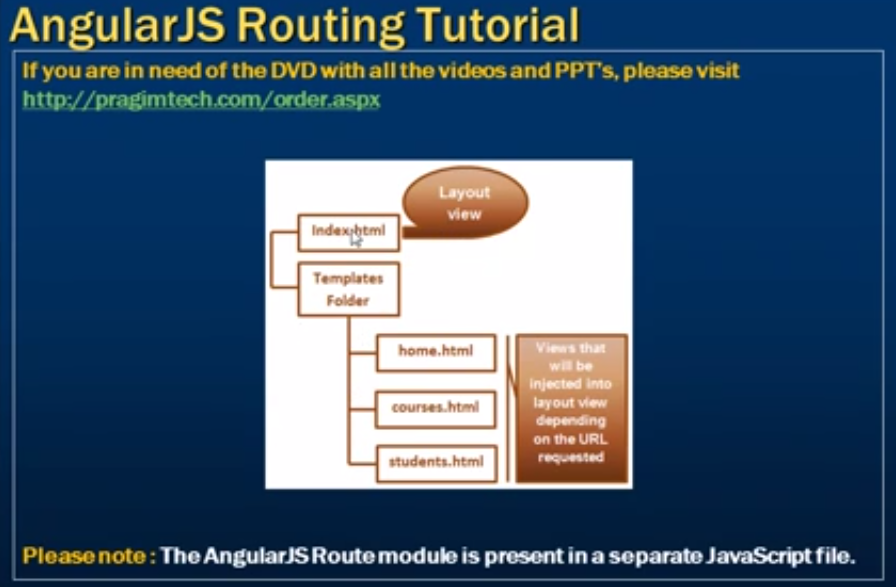 AngularJS Routing Tutorial
If you are in need of the DVD with all the videos and PPT's, please visit
http://pragimtech.com/order.aspx
Layout
view
Index.html
Templates
Folder
home.html
courses.html
students.html
Views that
will be
injected into
layout view
depending
on the URL
requested
Please note : The AngularJS Route module is present in a separate JavaScript file.